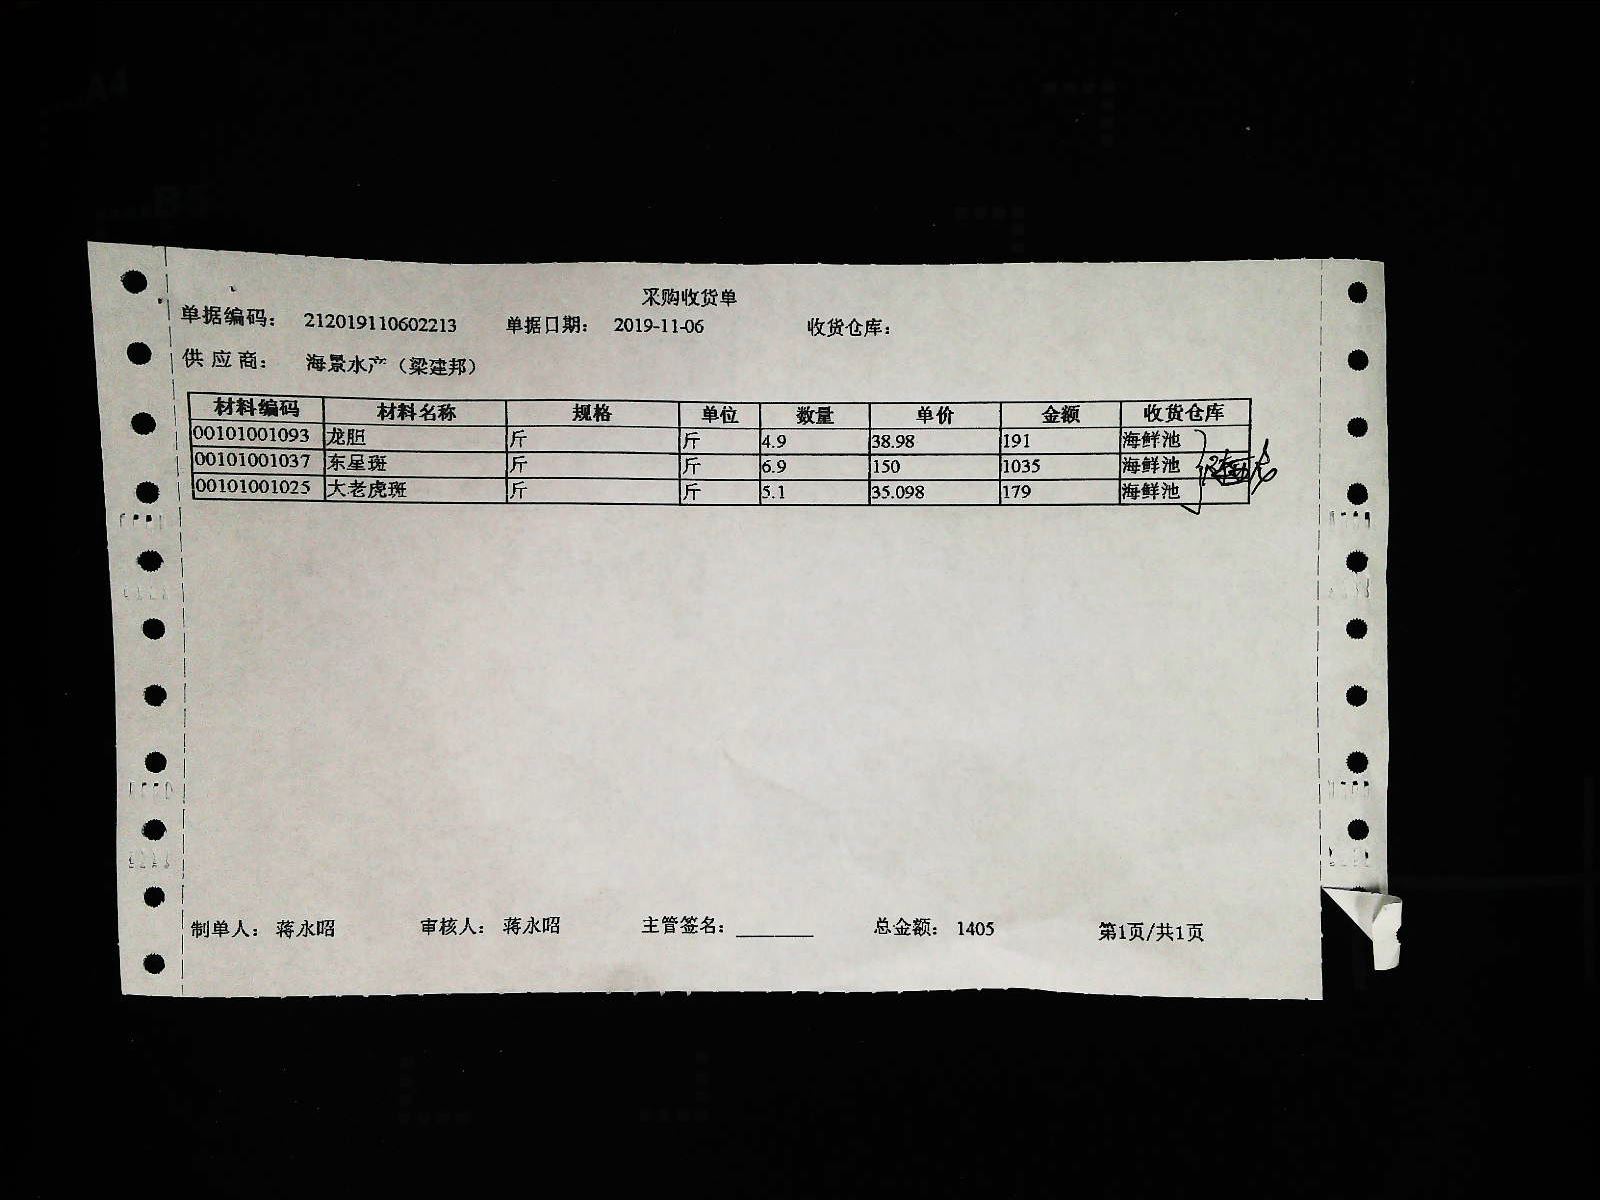 采购收货单
单据编码： 212019110602213 单据日期： 2019-11-06 收货仓库：
供应商： 海景水产（梁建邦）
材料编码 材料名称 规格 单位 数量 单价 金额 收货仓库
00101001093 龙胆 斤 斤 4.9 38.98 191 海鲜池
00101001037 东星斑 斤 斤 6.9 150 1035 海鲜池
00101001025 大老虎斑 斤 斤 5.1 35.098 179 海鲜池
制单人： 蒋永昭 审核人： 蒋永昭 主管签名：________ 总金额： 1405 第1页/共1页